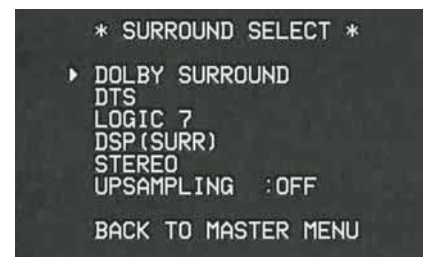 * SURROUND SELECT *
DOLBY SURROUND
DTS
LOGIC 7
DSP(SURR)
STEREO
UPSAMPLING :OFF
BACK TO MASTER MENU